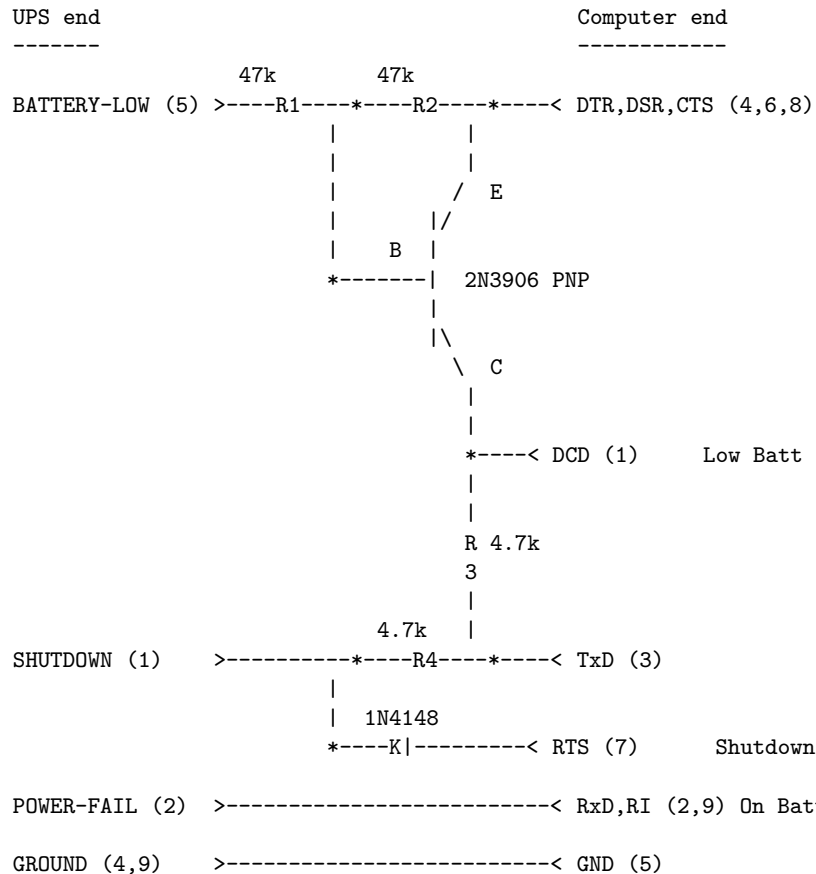 UPS end                                          Computer end
-------                                          ------------
                   47k          47k
BATTERY-LOW (5) >----R1----*----R2----*----< DTR,DSR,CTS (4,6,8)
                           |              |
                           |              |
                           |             /  E
                           |          |/
                           |     B    |
                           *-------|  2N3906 PNP
                                      |
                                      |\
                                        \  C
                                          |
                                          |
                                          *----< DCD (1)     Low Batt
                                          |
                                          |
                                          R 4.7k
                                          3
                                          |
                                4.7k      |
SHUTDOWN (1)    >----------*----R4----*----< TxD (3)
                           |
                           |  1N4148
                           *----K|---------< RTS (7)      Shutdown
POWER-FAIL (2)  >--------------------------< RxD,RI (2,9) On Batt
GROUND (4,9)    >--------------------------< GND (5)